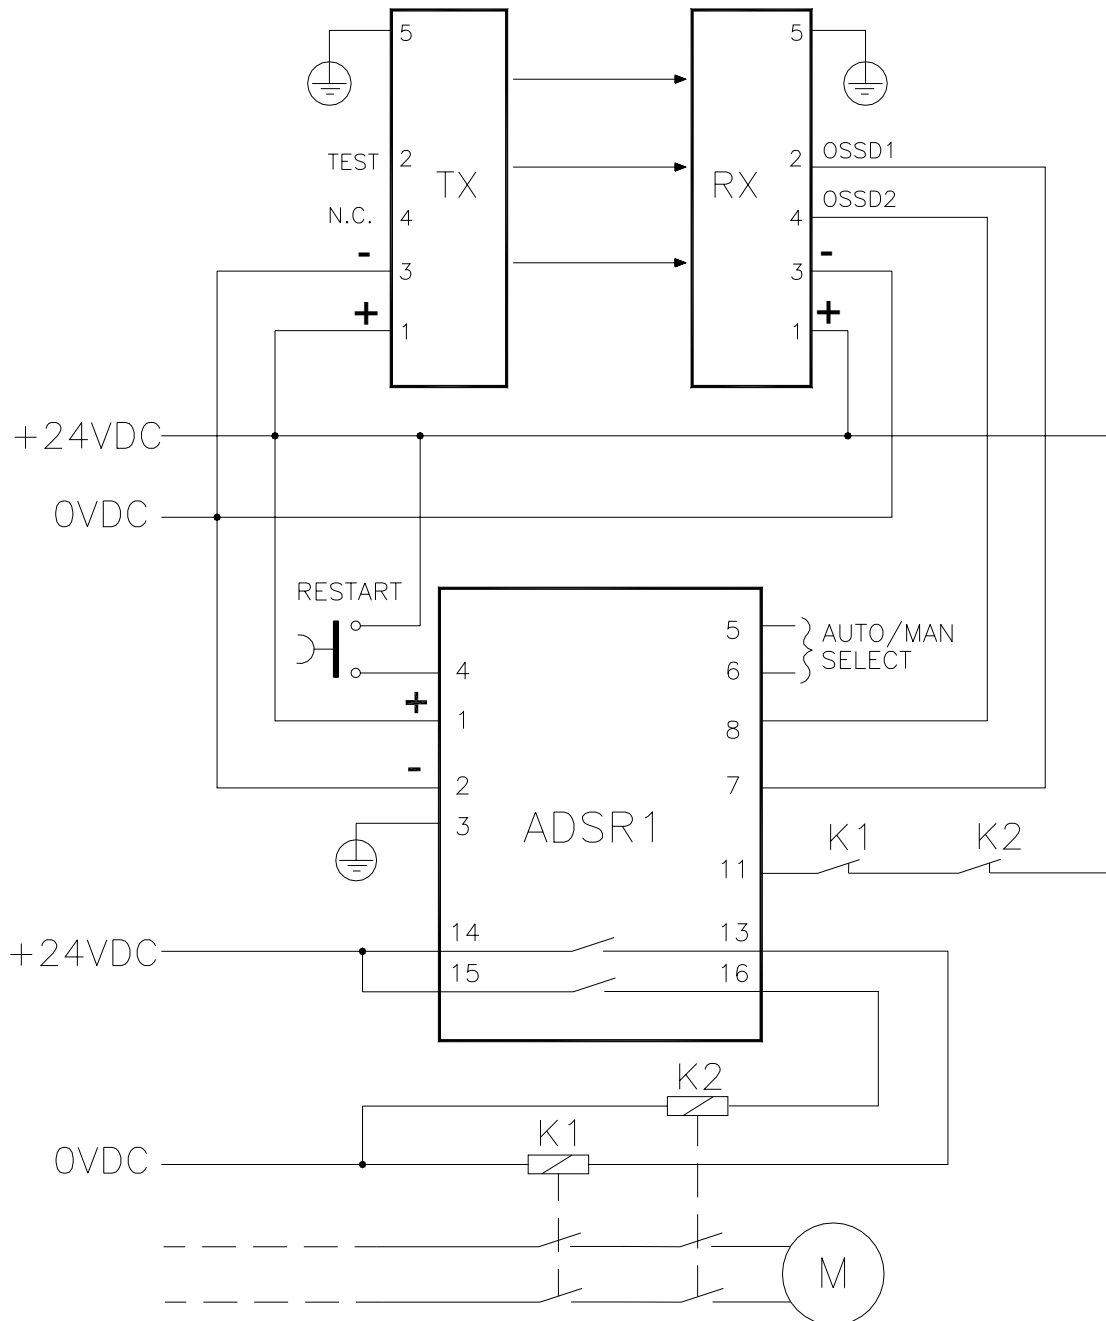 5
5
TEST
2
TX
RX
2
OSSD1
N.C.
4
4
OSSD2
-
3
3
-
+
1
1
+
+24VDC
0VDC
RESTART
5
AUTO/MAN
SELECT
4
6
+
1
8
-
2
7
3
ADSR1
11
K1
K2
+24VDC
14
13
15
16
K2
K1
0VDC
M